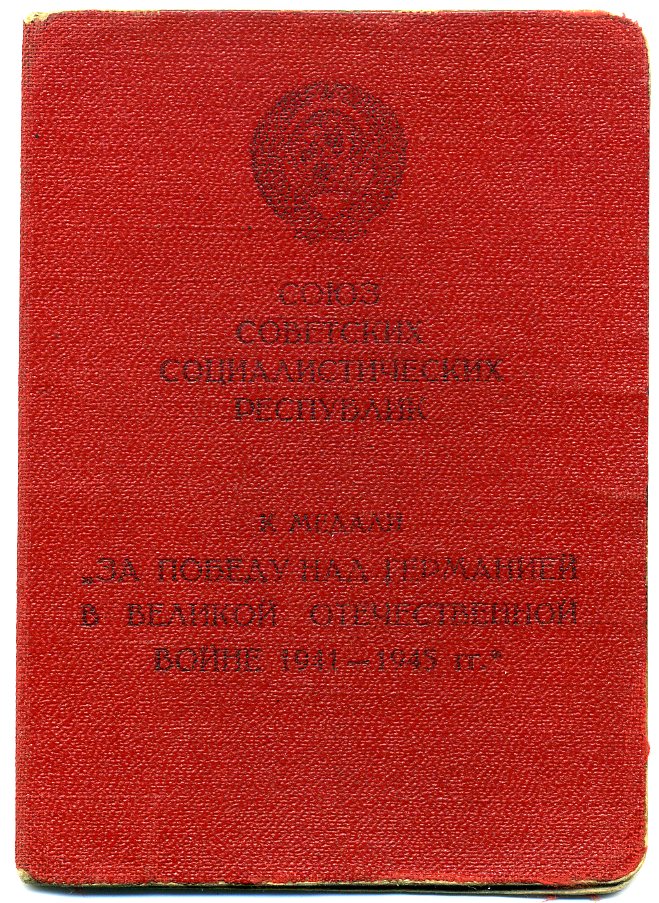 СОЮЗ
СОВЕТСКИХ
СОЦИАЛИСТИЧЕСКИХ
РЕСПУБЛИК
К МЕДАЛИ
„ЗА ПОБЕДУ НАД ГЕРМАНИЕЙ
В ВЕЛИКОЙ ОТЕЧЕСТВЕННОЙ
ВОЙНЕ 1941—1945 гг.“